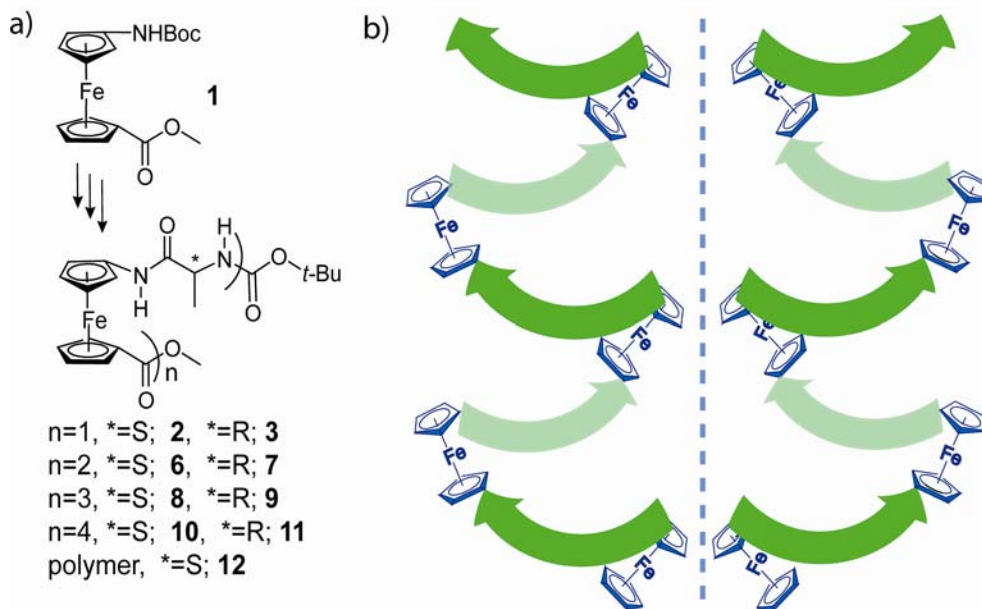 a)
NHBoc
Fe
1
O
O
O
H
N
*
N
H
O
t-Bu
O
Fe
O
n
O
n=1, *=S; 2, *=R; 3
n=2, *=S; 6, *=R; 7
n=3, *=S; 8, *=R; 9
n=4, *=S; 10, *=R; 11
polymer, *=S; 12
b)
Fe
Fe
Fe
Fe
Fe
Fe
Fe
Fe
Fe
Fe